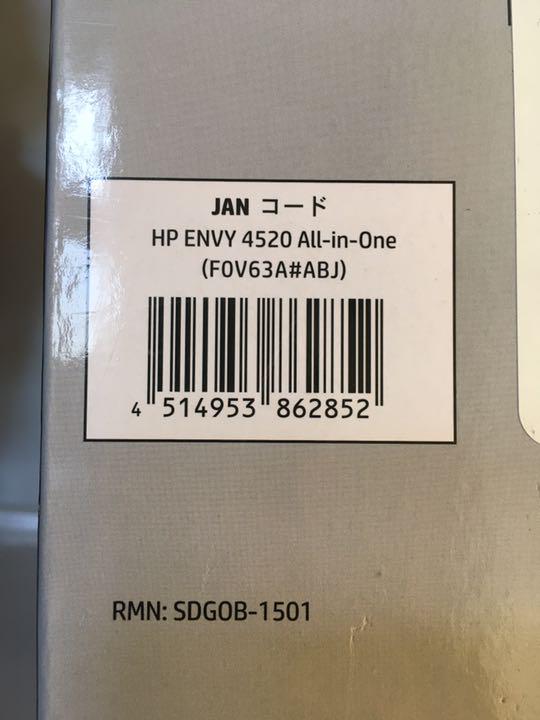 JAN コード
HP ENVY 4520 All-in-One
(F0V63A#ABJ)
4 514953 862852
RMN: SDGOB-1501